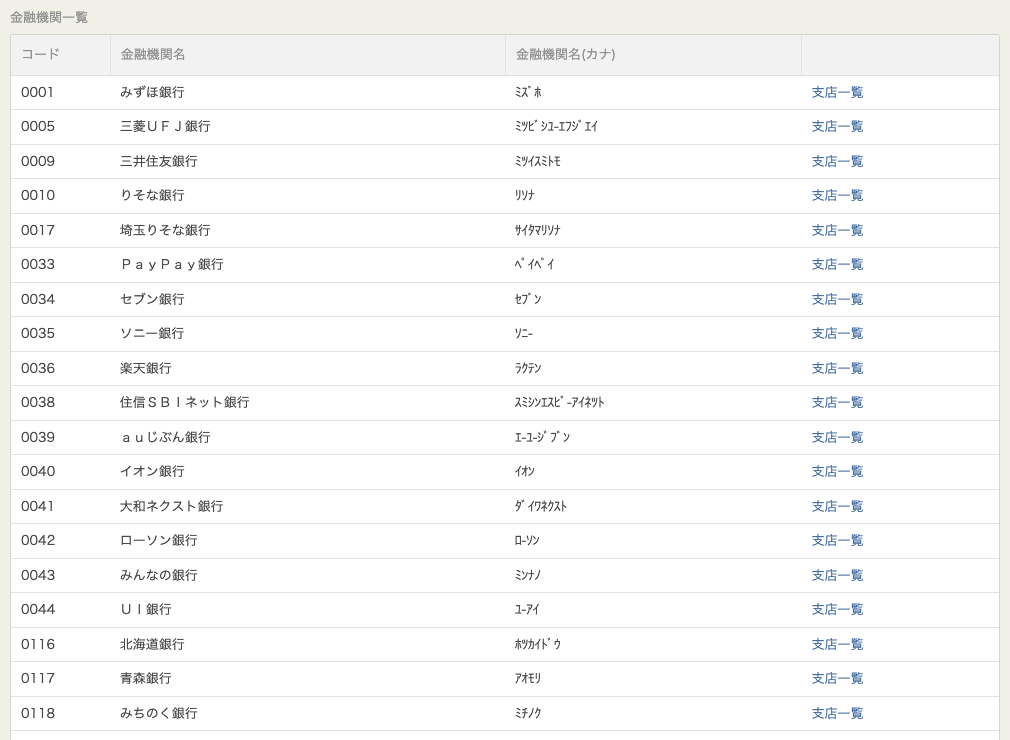 金融機関一覧
コード 金融機関名 金融機関名(カナ)
0001 みずほ銀行 ﾐｽﾞﾎ 支店一覧
0005 三菱ＵＦＪ銀行 ﾐﾂﾋﾞｼﾕ-ｴﾌｼﾞｴｲ 支店一覧
0009 三井住友銀行 ﾐﾂｲｽﾐﾄﾓ 支店一覧
0010 りそな銀行 ﾘｿﾅ 支店一覧
0017 埼玉りそな銀行 ｻｲﾀﾏﾘｿﾅ 支店一覧
0033 ＰａｙＰａｙ銀行 ﾍﾟｲﾍﾟｲ 支店一覧
0034 セブン銀行 ｾﾌﾞﾝ 支店一覧
0035 ソニー銀行 ｿﾆ- 支店一覧
0036 楽天銀行 ﾗｸﾃﾝ 支店一覧
0038 住信ＳＢＩネット銀行 ｽﾐｼﾝｴｽﾋﾞ-ｱｲﾈﾂﾄ 支店一覧
0039 ａｕじぶん銀行 ｴ-ﾕ-ｼﾞﾌﾞﾝ 支店一覧
0040 イオン銀行 ｲｵﾝ 支店一覧
0041 大和ネクスト銀行 ﾀﾞｲﾜﾈｸｽﾄ 支店一覧
0042 ローソン銀行 ﾛ-ｿﾝ 支店一覧
0043 みんなの銀行 ﾐﾝﾅﾉ 支店一覧
0044 ＵＩ銀行 ﾕ-ｱｲ 支店一覧
0116 北海道銀行 ﾎﾂｶｲﾄﾞｳ 支店一覧
0117 青森銀行 ｱｵﾓﾘ 支店一覧
0118 みちのく銀行 ﾐﾁﾉｸ 支店一覧